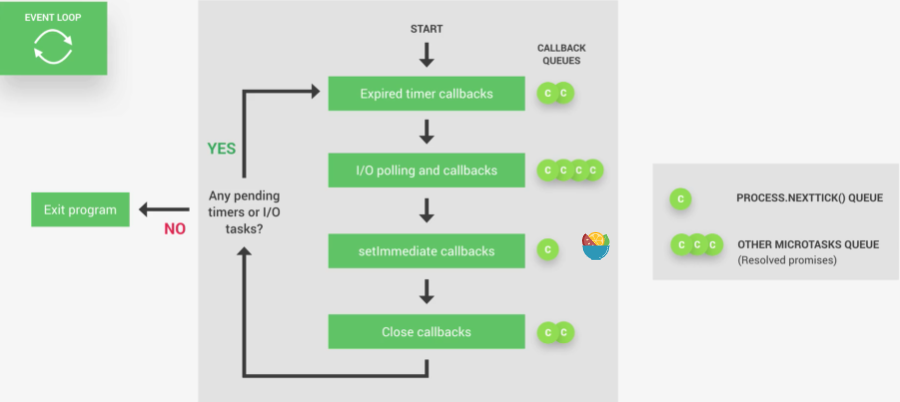 EVENT LOOP
START
CALLBACK
QUEUES
Expired timer callbacks
C C
YES
I/O polling and callbacks
C C C C
Any pending
timers or I/O
tasks?
Exit program
NO
setImmediate callbacks
C
Close callbacks
C C
C
PROCESS.NEXTTICK() QUEUE
C C C
OTHER MICROTASKS QUEUE
(Resolved promises)